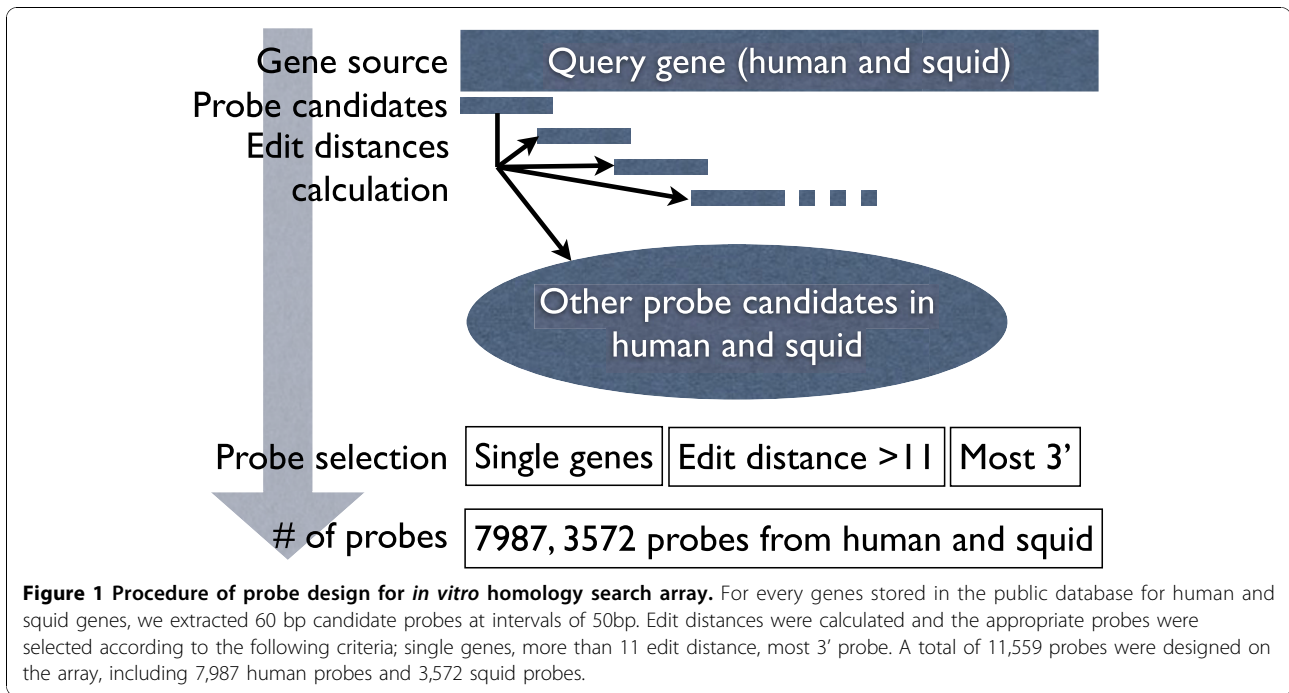 Gene source
Query gene (human and squid)
Probe candidates
Edit distances
calculation
Other probe candidates in
human and squid
Probe selection
Single genes
Edit distance >11
Most 3’
# of probes
7987, 3572 probes from human and squid
Figure 1 Procedure of probe design for in vitro homology search array. For every genes stored in the public database for human and
squid genes, we extracted 60 bp candidate probes at intervals of 50bp. Edit distances were calculated and the appropriate probes were
selected according to the following criteria; single genes, more than 11 edit distance, most 3’ probe. A total of 11,559 probes were designed on
the array, including 7,987 human probes and 3,572 squid probes.